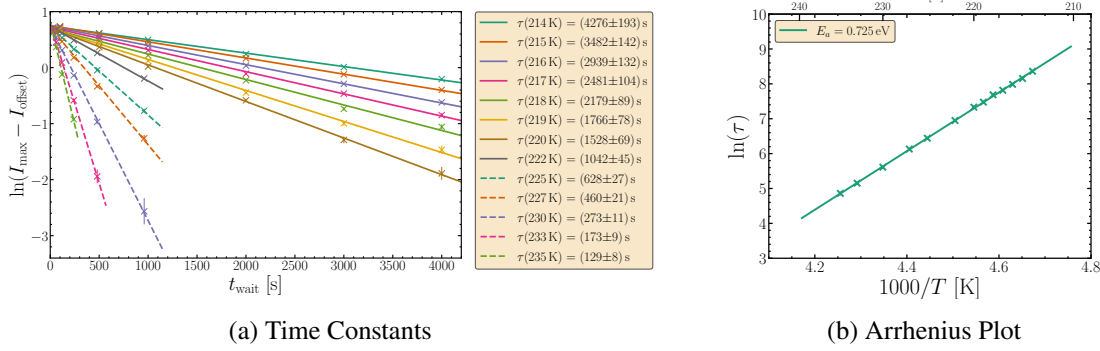 ln(I_max − I_offset)
1
0
−1
−2
−3
0 500 1000 1500 2000 2500 3000 3500 4000
t_wait [s]
τ(214 K) = (4276±193) s
τ(215 K) = (3482±142) s
τ(216 K) = (2939±132) s
τ(217 K) = (2481±104) s
τ(218 K) = (2179±89) s
τ(219 K) = (1766±78) s
τ(220 K) = (1528±69) s
τ(222 K) = (1042±45) s
τ(225 K) = (628±27) s
τ(227 K) = (460±21) s
τ(230 K) = (273±11) s
τ(233 K) = (173±9) s
τ(235 K) = (129±8) s
(a) Time Constants
240 230 220 210
E_a = 0.725 eV
ln(τ)
10
9
8
7
6
5
4
3
4.2 4.4 4.6 4.8
1000/T [K]
(b) Arrhenius Plot